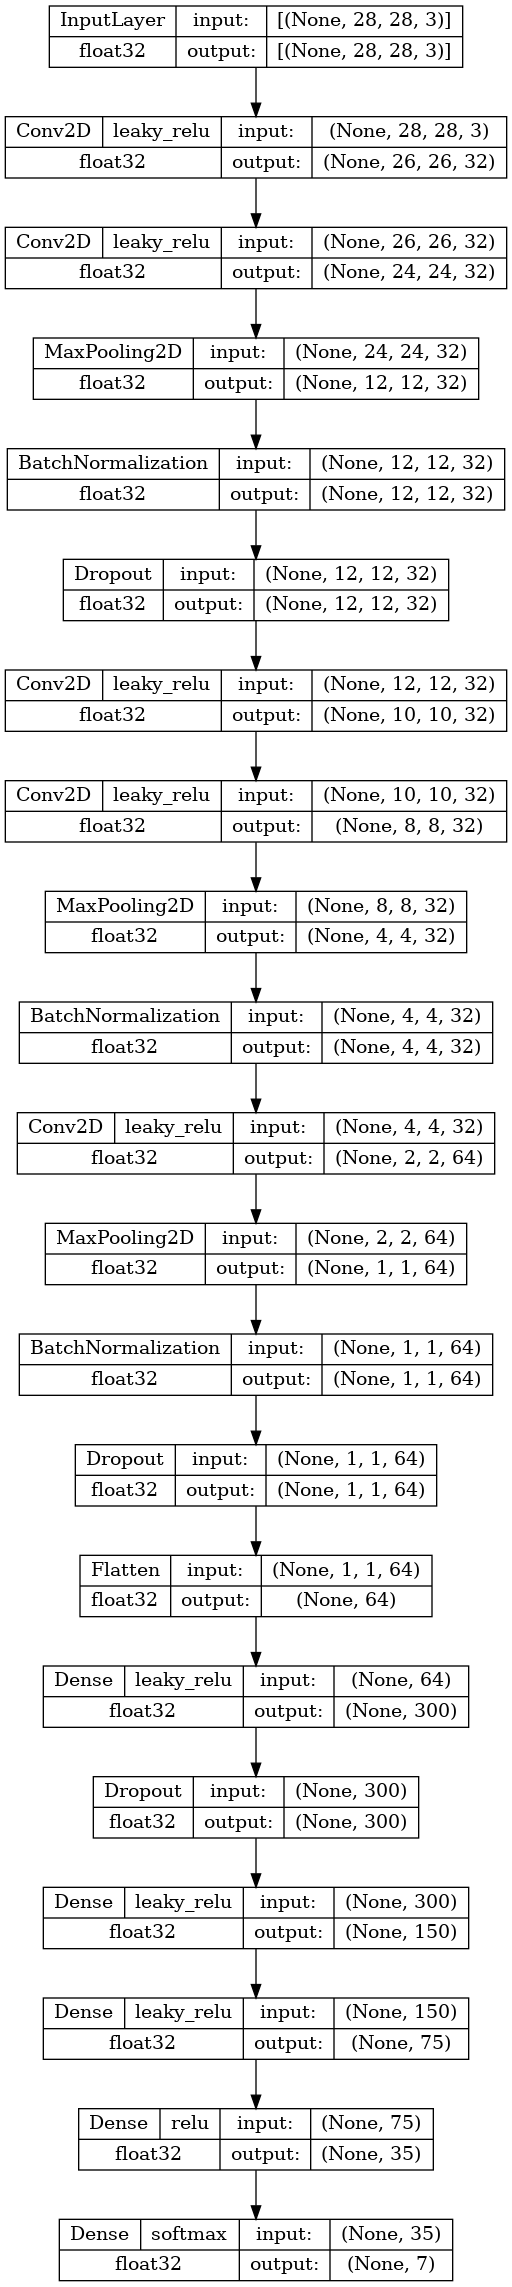 InputLayer input: [(None, 28, 28, 3)]
float32 output: [(None, 28, 28, 3)]
Conv2D leaky_relu input: (None, 28, 28, 3)
float32 output: (None, 26, 26, 32)
Conv2D leaky_relu input: (None, 26, 26, 32)
float32 output: (None, 24, 24, 32)
MaxPooling2D input: (None, 24, 24, 32)
float32 output: (None, 12, 12, 32)
BatchNormalization input: (None, 12, 12, 32)
float32 output: (None, 12, 12, 32)
Dropout input: (None, 12, 12, 32)
float32 output: (None, 12, 12, 32)
Conv2D leaky_relu input: (None, 12, 12, 32)
float32 output: (None, 10, 10, 32)
Conv2D leaky_relu input: (None, 10, 10, 32)
float32 output: (None, 8, 8, 32)
MaxPooling2D input: (None, 8, 8, 32)
float32 output: (None, 4, 4, 32)
BatchNormalization input: (None, 4, 4, 32)
float32 output: (None, 4, 4, 32)
Conv2D leaky_relu input: (None, 4, 4, 32)
float32 output: (None, 2, 2, 64)
MaxPooling2D input: (None, 2, 2, 64)
float32 output: (None, 1, 1, 64)
BatchNormalization input: (None, 1, 1, 64)
float32 output: (None, 1, 1, 64)
Dropout input: (None, 1, 1, 64)
float32 output: (None, 1, 1, 64)
Flatten input: (None, 1, 1, 64)
float32 output: (None, 64)
Dense leaky_relu input: (None, 64)
float32 output: (None, 300)
Dropout input: (None, 300)
float32 output: (None, 300)
Dense leaky_relu input: (None, 300)
float32 output: (None, 150)
Dense leaky_relu input: (None, 150)
float32 output: (None, 75)
Dense relu input: (None, 75)
float32 output: (None, 35)
Dense softmax input: (None, 35)
float32 output: (None, 7)